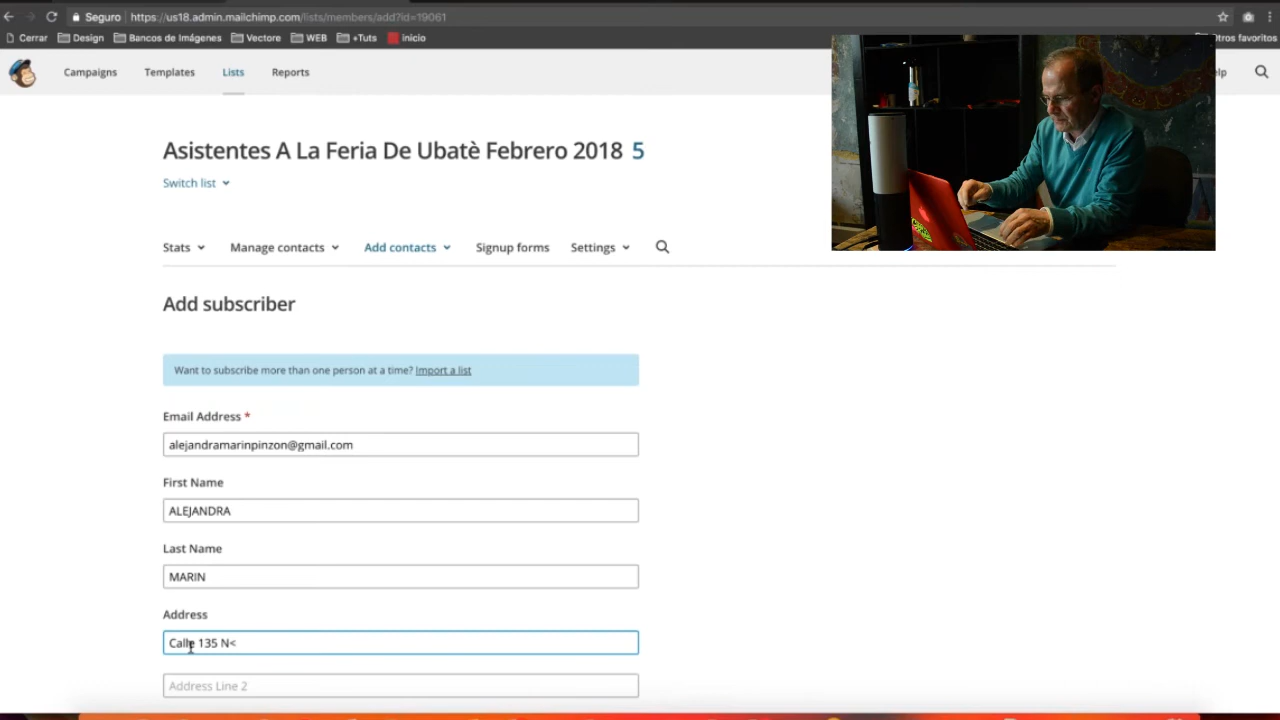 Seguro https://us18.admin.mailchimp.com/lists/members/add?id=19061
Cerrar Design Bancos de Imágenes Vectore WEB +Tuts Inicio otros favoritos
Campaigns Templates Lists Reports
Asistentes A La Feria De Ubatè Febrero 2018 5
Switch list
Stats Manage contacts Add contacts Signup forms Settings
Add subscriber
Want to subscribe more than one person at a time? Import a list
Email Address *
alejandramarinpinzon@gmail.com
First Name
ALEJANDRA
Last Name
MARIN
Address
Calle 135 N<
Address Line 2